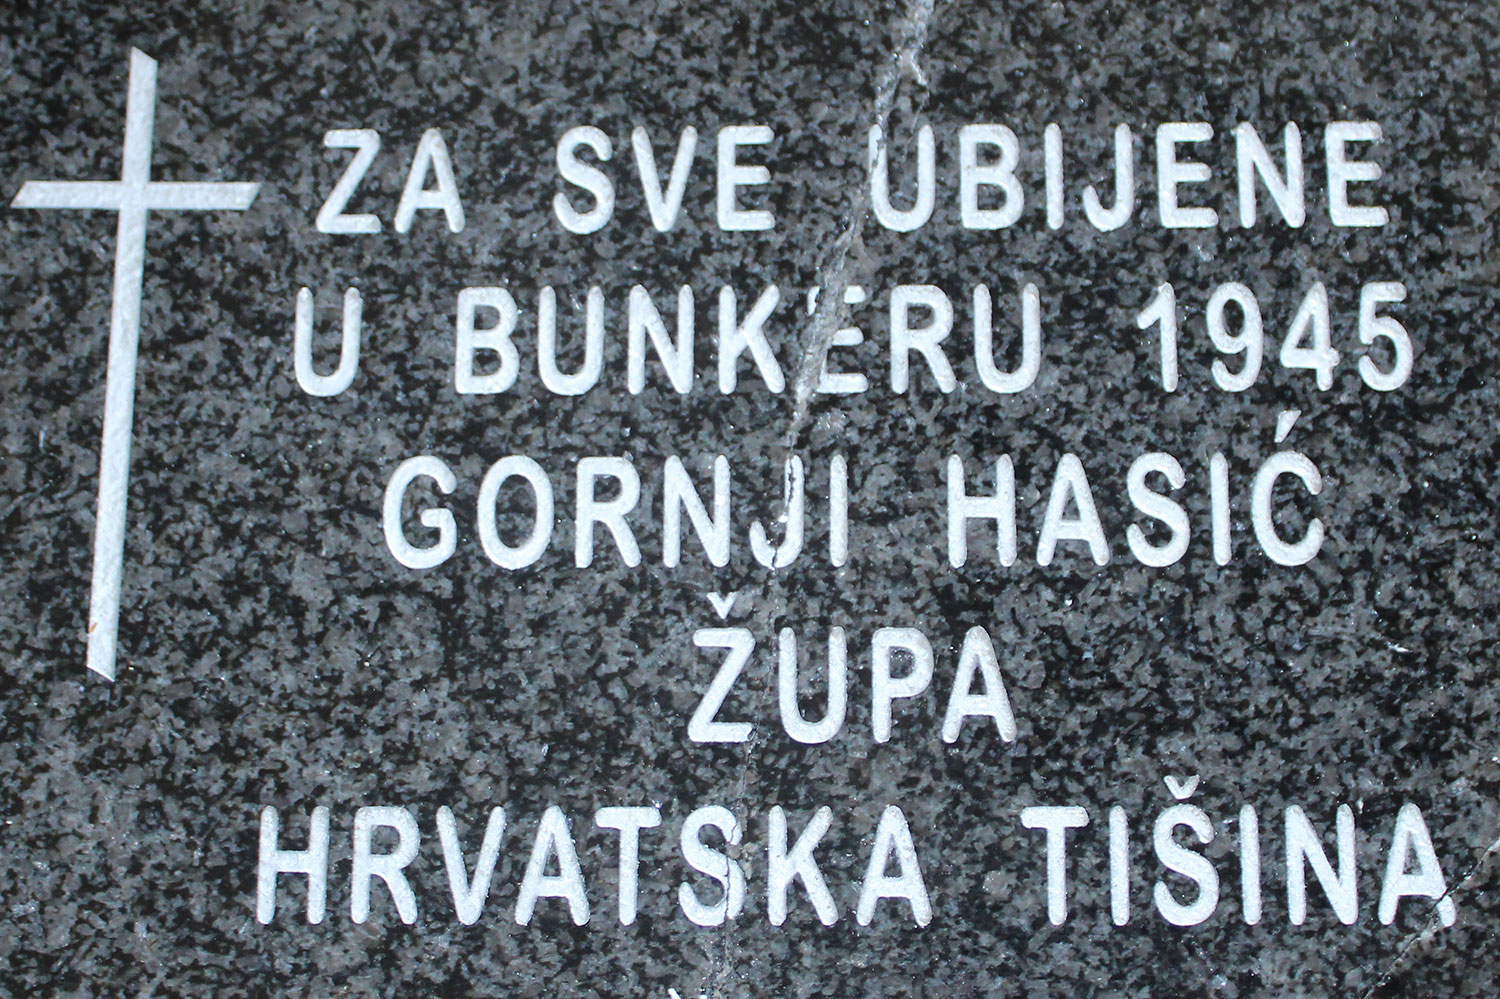 ZA SVE UBIJENE
U BUNKERU 1945
GORNJI HASIĆ
ŽUPA
HRVATSKA TIŠINA